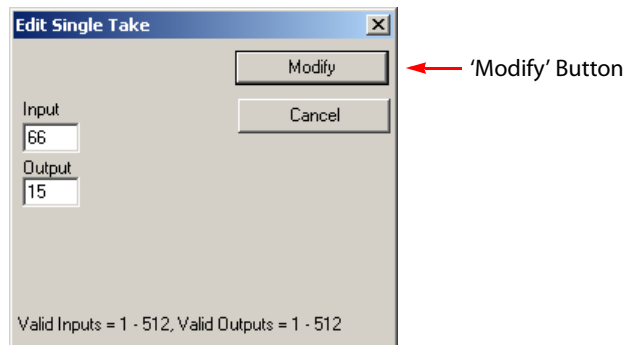 Edit Single Take
Modify
‘Modify’ Button
Input
Cancel
66
Output
15
Valid Inputs = 1 - 512, Valid Outputs = 1 - 512